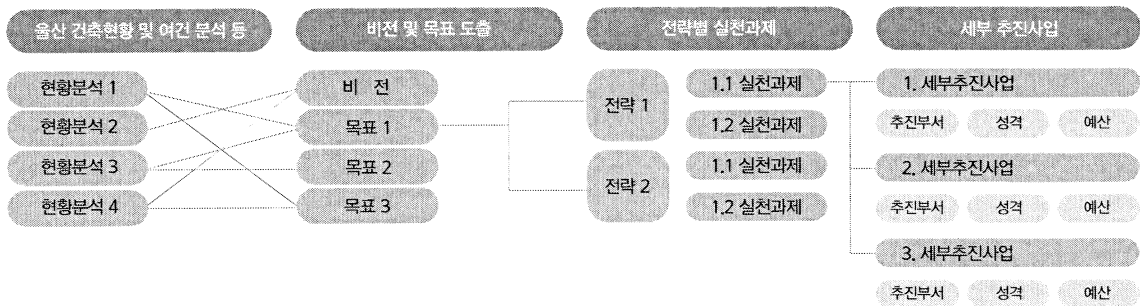 울산 건축현황 및 여건 분석 등
비전 및 목표 도출
전략별 실천과제
세부 추진사업
현황분석 1
현황분석 2
현황분석 3
현황분석 4
비 전
목표 1
목표 2
목표 3
전략 1
1.1 실천과제
1.2 실천과제
전략 2
1.1 실천과제
1.2 실천과제
1. 세부추진사업
추진부서 성격 예산
2. 세부추진사업
추진부서 성격 예산
3. 세부추진사업
추진부서 성격 예산